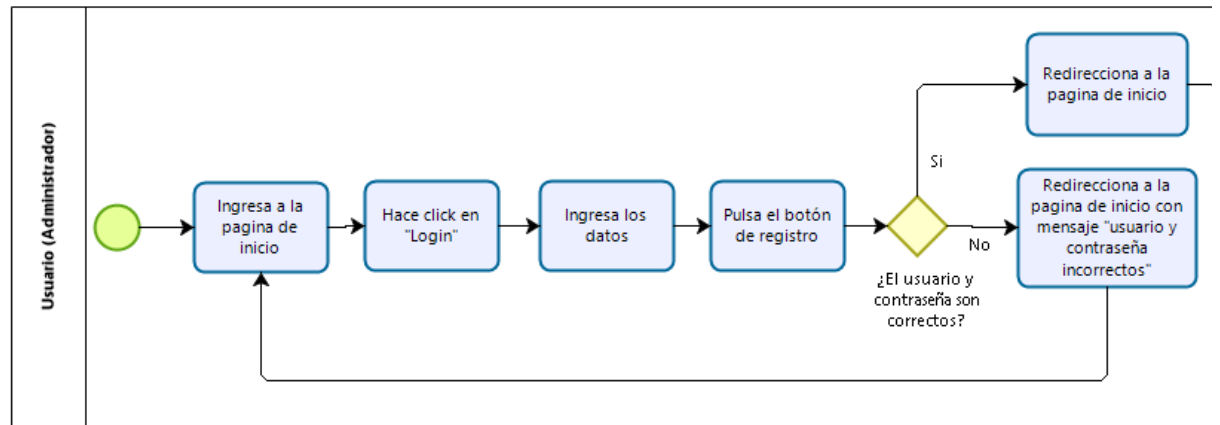 Usuario (Administrador)
Ingresa a la
pagina de
inicio
Hace click en
"Login"
Ingresa los
datos
Pulsa el botón
de registro
¿El usuario y
contraseña son
correctos?
Si
Redirecciona a la
pagina de inicio
No
Redirecciona a la
pagina de inicio con
mensaje "usuario y
contraseña
incorrectos"